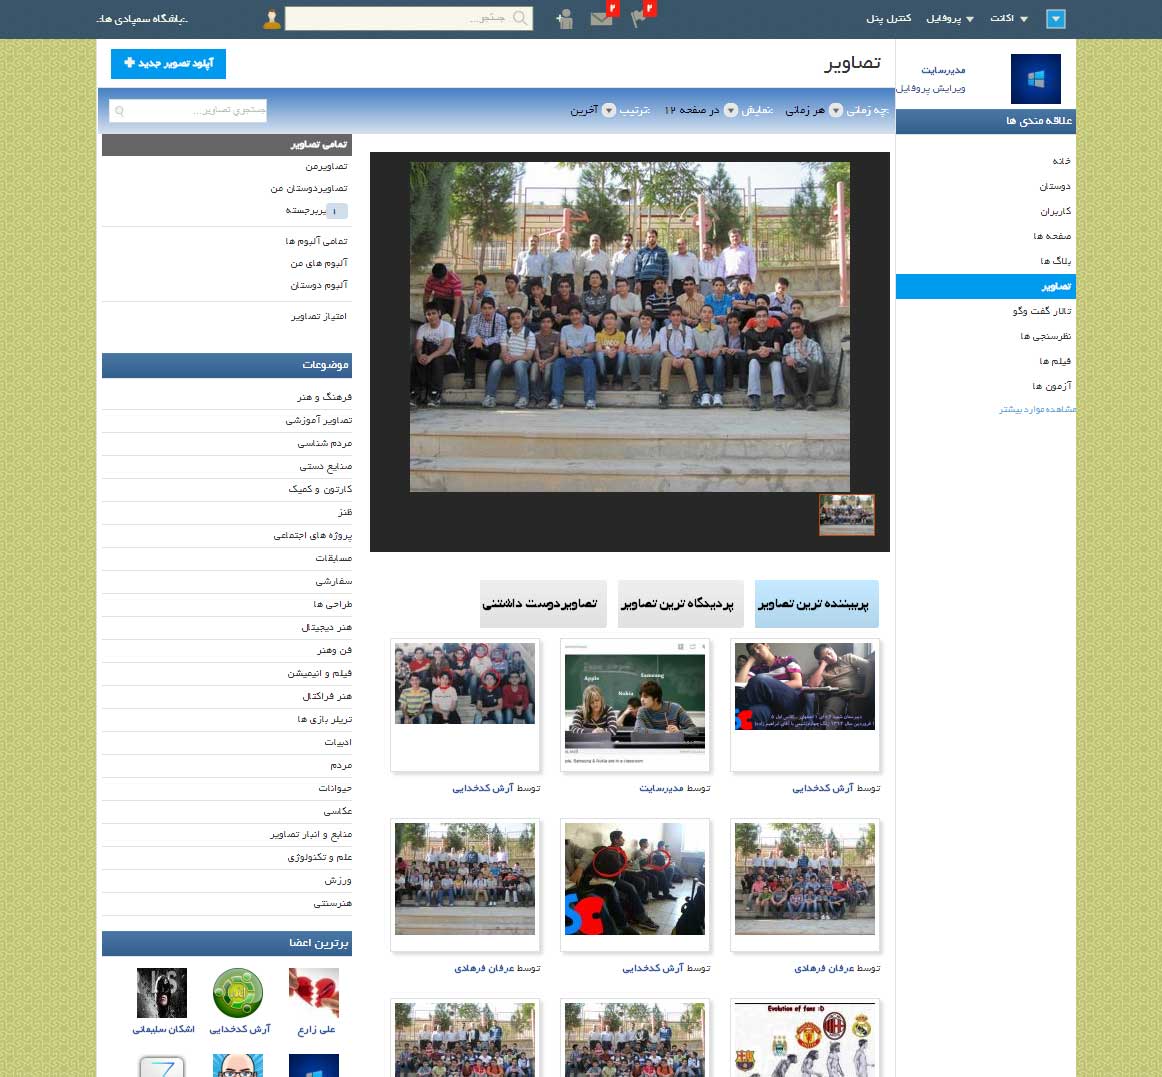 اکانت
پروفایل
کنترل پنل
۲
۲
جستجو...
.:باشگاه سمپادی ها:.
مدیرسایت
ویرایش پروفایل
علاقه مندی ها
خانه
دوستان
کاربران
صفحه ها
بلاگ ها
تصاویر
تالار گفت وگو
نظرسنجی ها
فیلم ها
آزمون ها
مشاهده موارد بیشتر
تصاویر
آپلود تصویر جدید
چه زمانی: هر زمانی
نمایش: ۱۲ در صفحه
ترتیب: آخرین
جستجوی تصاویر...
پربیننده ترین تصاویر
پردیدگاه ترین تصاویر
تصاویردوست داشتنی
Apple
Samsung
Nokia
توسط آرش کدخدایی
توسط مدیرسایت
توسط آرش کدخدایی
توسط عرفان فرهادی
توسط آرش کدخدایی
توسط عرفان فرهادی
Evolution of fans :D
تمامی تصاویر
تصاویرمن
تصاویردوستان من
۱
تمامی آلبوم ها
آلبوم های من
آلبوم دوستان
امتیاز تصاویر
موضوعات
فرهنگ و هنر
تصاویر آموزشی
مردم شناسی
صنایع دستی
کارتون و کمیک
طنز
پروژه های اجتماعی
مسابقات
سفارشی
طراحی ها
هنر دیجیتال
فن وهنر
فیلم و انیمیشن
هنر فراکتال
تریلر بازی ها
ادبیات
مردم
حیوانات
عکاسی
منابع و انبار تصاویر
علم و تکنولوژی
ورزش
هنرسنتی
برترین اعضا
علی زارع
آرش کدخدایی
اشکان سلیمانی